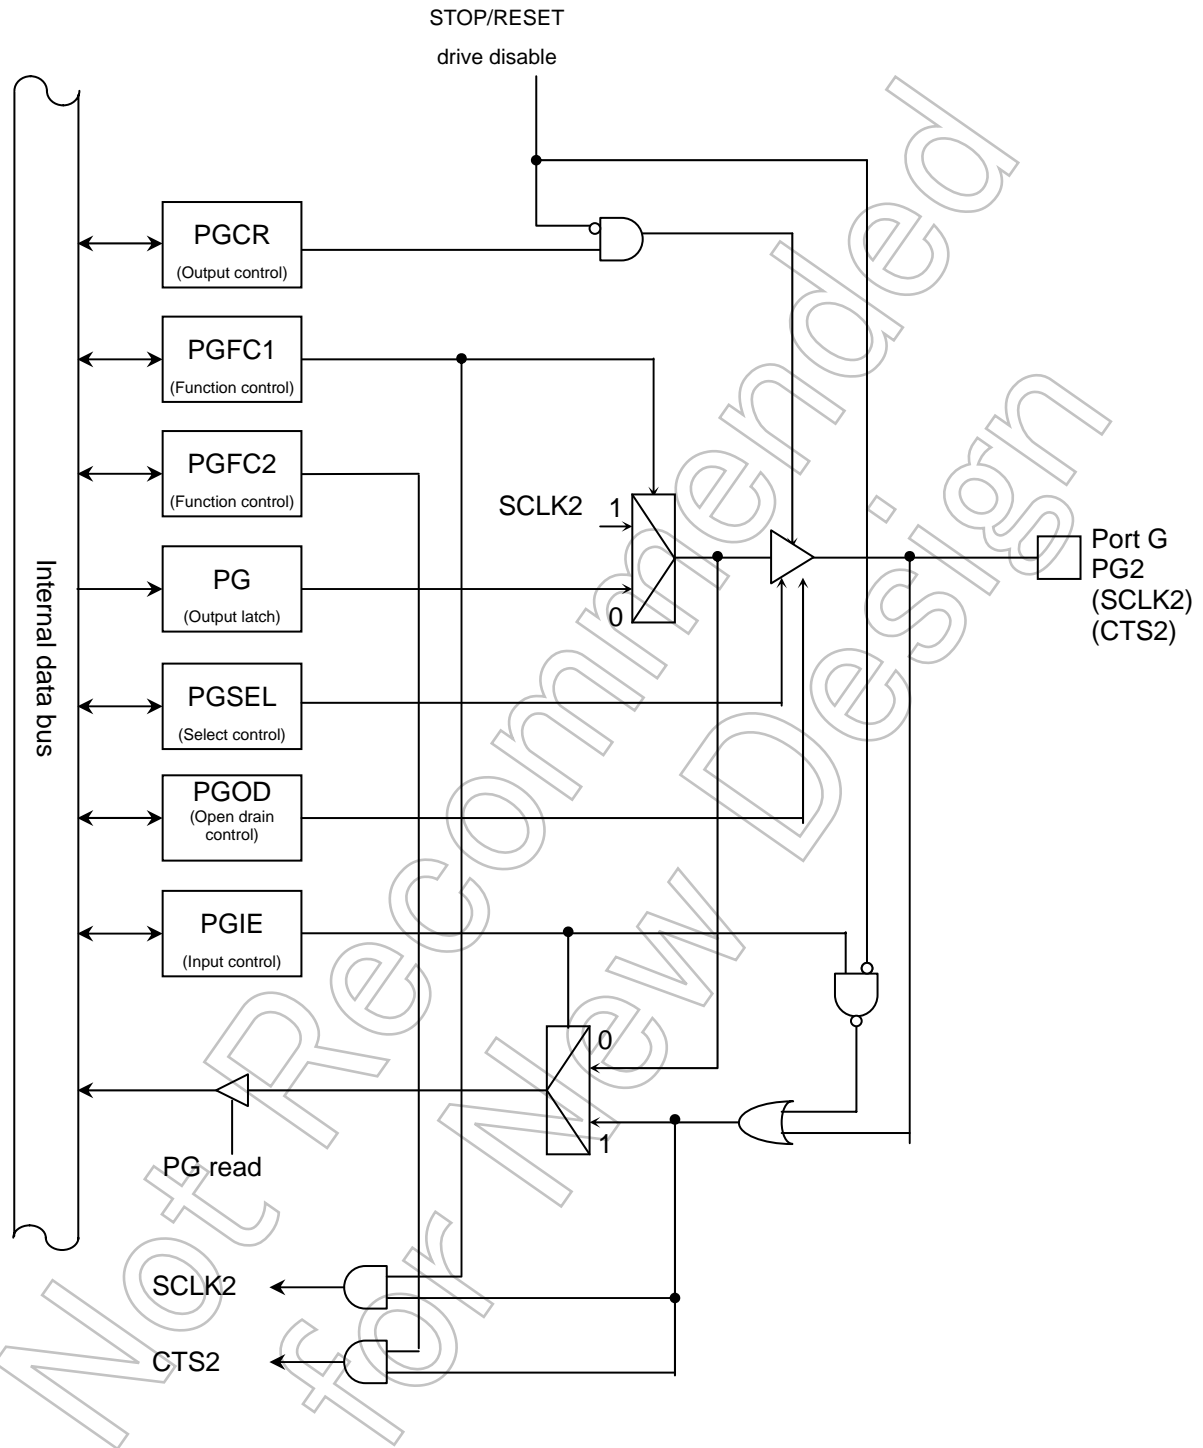 STOP/RESET
drive disable
PGCR
(Output control)
PGFC1
(Function control)
PGFC2
(Function control)
SCLK2
1
PG
(Output latch)
0
Port G
PG2
(SCLK2)
(CTS2)
Internal data bus
PGSEL
(Select control)
PGOD
(Open drain
control)
PGIE
(Input control)
0
1
PG read
SCLK2
CTS2
Not Recommended
for New Design